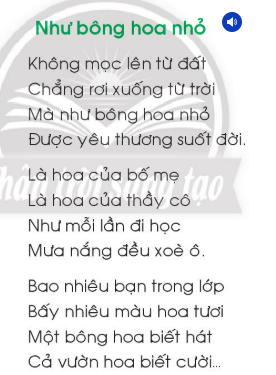 Như bông hoa nhỏ
Không mọc lên từ đất
Chẳng rơi xuống từ trời
Mà như bông hoa nhỏ
Được yêu thương suốt đời.
Là hoa của bố mẹ
Là hoa của thầy cô
Như mỗi lần đi học
Mưa nắng đều xoè ô.
Bao nhiêu bạn trong lớp
Bấy nhiêu màu hoa tươi
Một bông hoa biết hát
Cả vườn hoa biết cười...